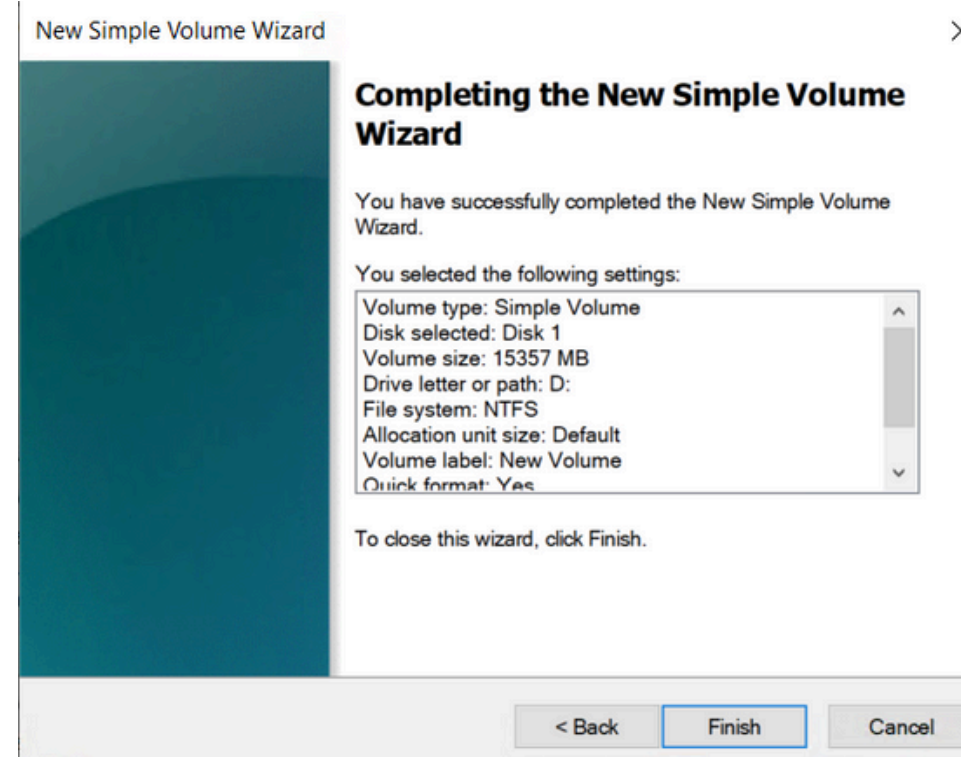 New Simple Volume Wizard
Completing the New Simple Volume
Wizard
You have successfully completed the New Simple Volume
Wizard.
You selected the following settings:
Volume type: Simple Volume
Disk selected: Disk 1
Volume size: 15357 MB
Drive letter or path: D:
File system: NTFS
Allocation unit size: Default
Volume label: New Volume
Quick format: Yes
To close this wizard, click Finish.
< Back Finish Cancel